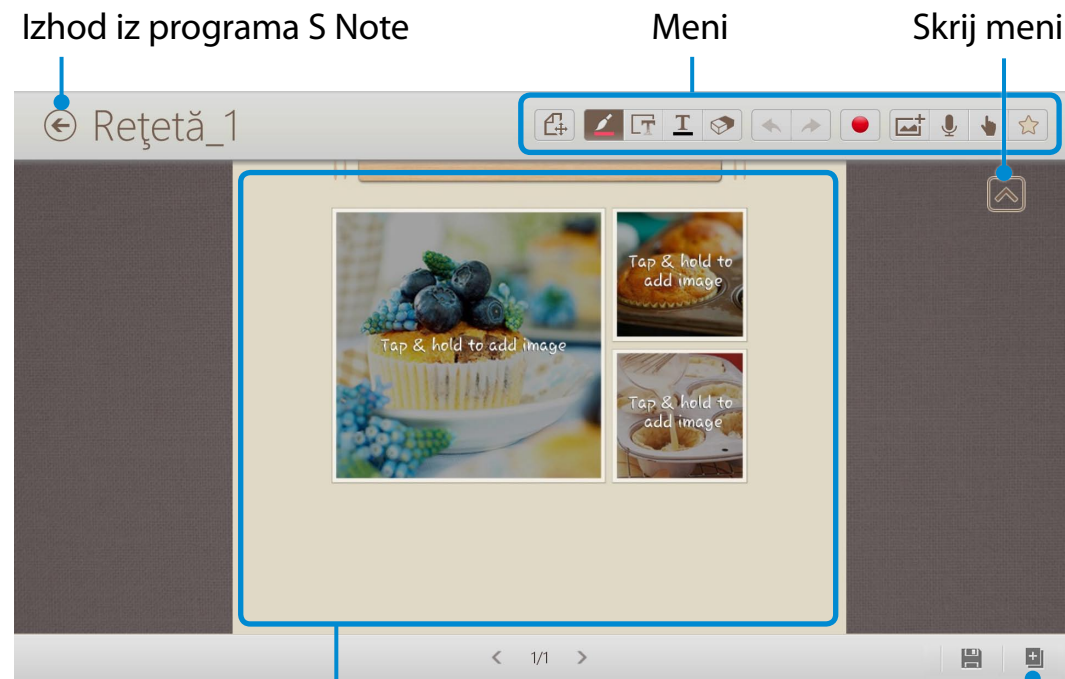 Izhod iz programa S Note
Meni
Skrij meni
Reţetă_1
Tap & hold to
add image
Tap & hold to add image
Tap & hold to
add image
1/1